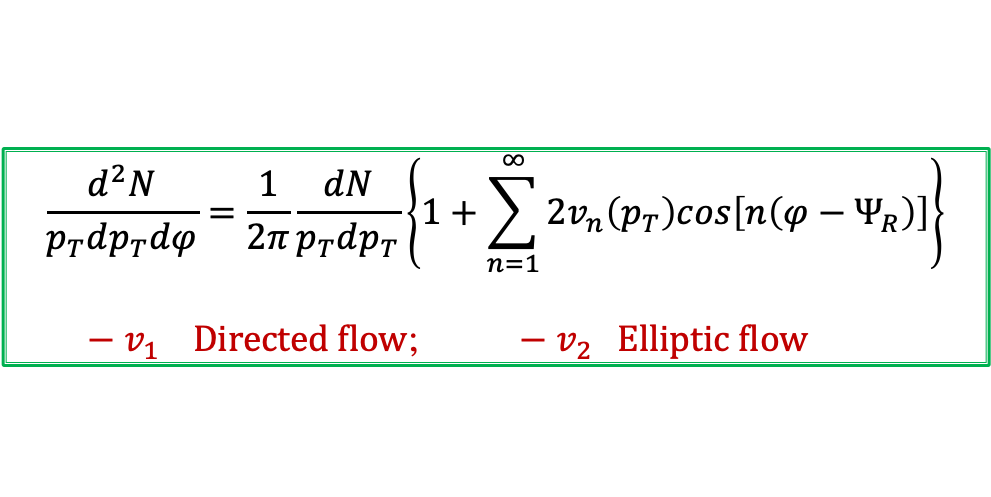 d²N/(p_T dp_T dφ) = 1/(2π) dN/(p_T dp_T) {1 + ∑_{n=1}^{∞} 2v_n(p_T)cos[n(φ − Ψ_R)]}
− v₁ Directed flow; − v₂ Elliptic flow